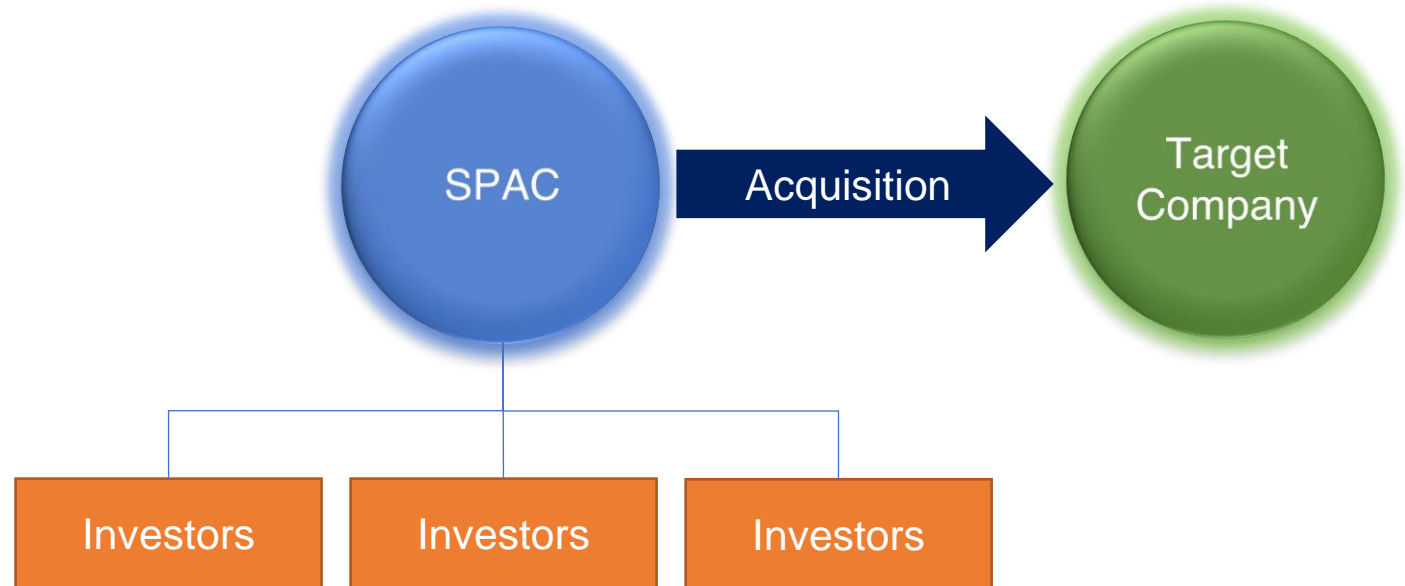 SPAC
Acquisition
Target
Company
Investors
Investors
Investors